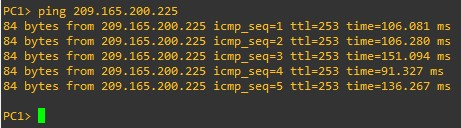 PC1> ping 209.165.200.225
84 bytes from 209.165.200.225 icmp_seq=1 ttl=253 time=106.081 ms
84 bytes from 209.165.200.225 icmp_seq=2 ttl=253 time=106.280 ms
84 bytes from 209.165.200.225 icmp_seq=3 ttl=253 time=151.094 ms
84 bytes from 209.165.200.225 icmp_seq=4 ttl=253 time=91.327 ms
84 bytes from 209.165.200.225 icmp_seq=5 ttl=253 time=136.267 ms
PC1>